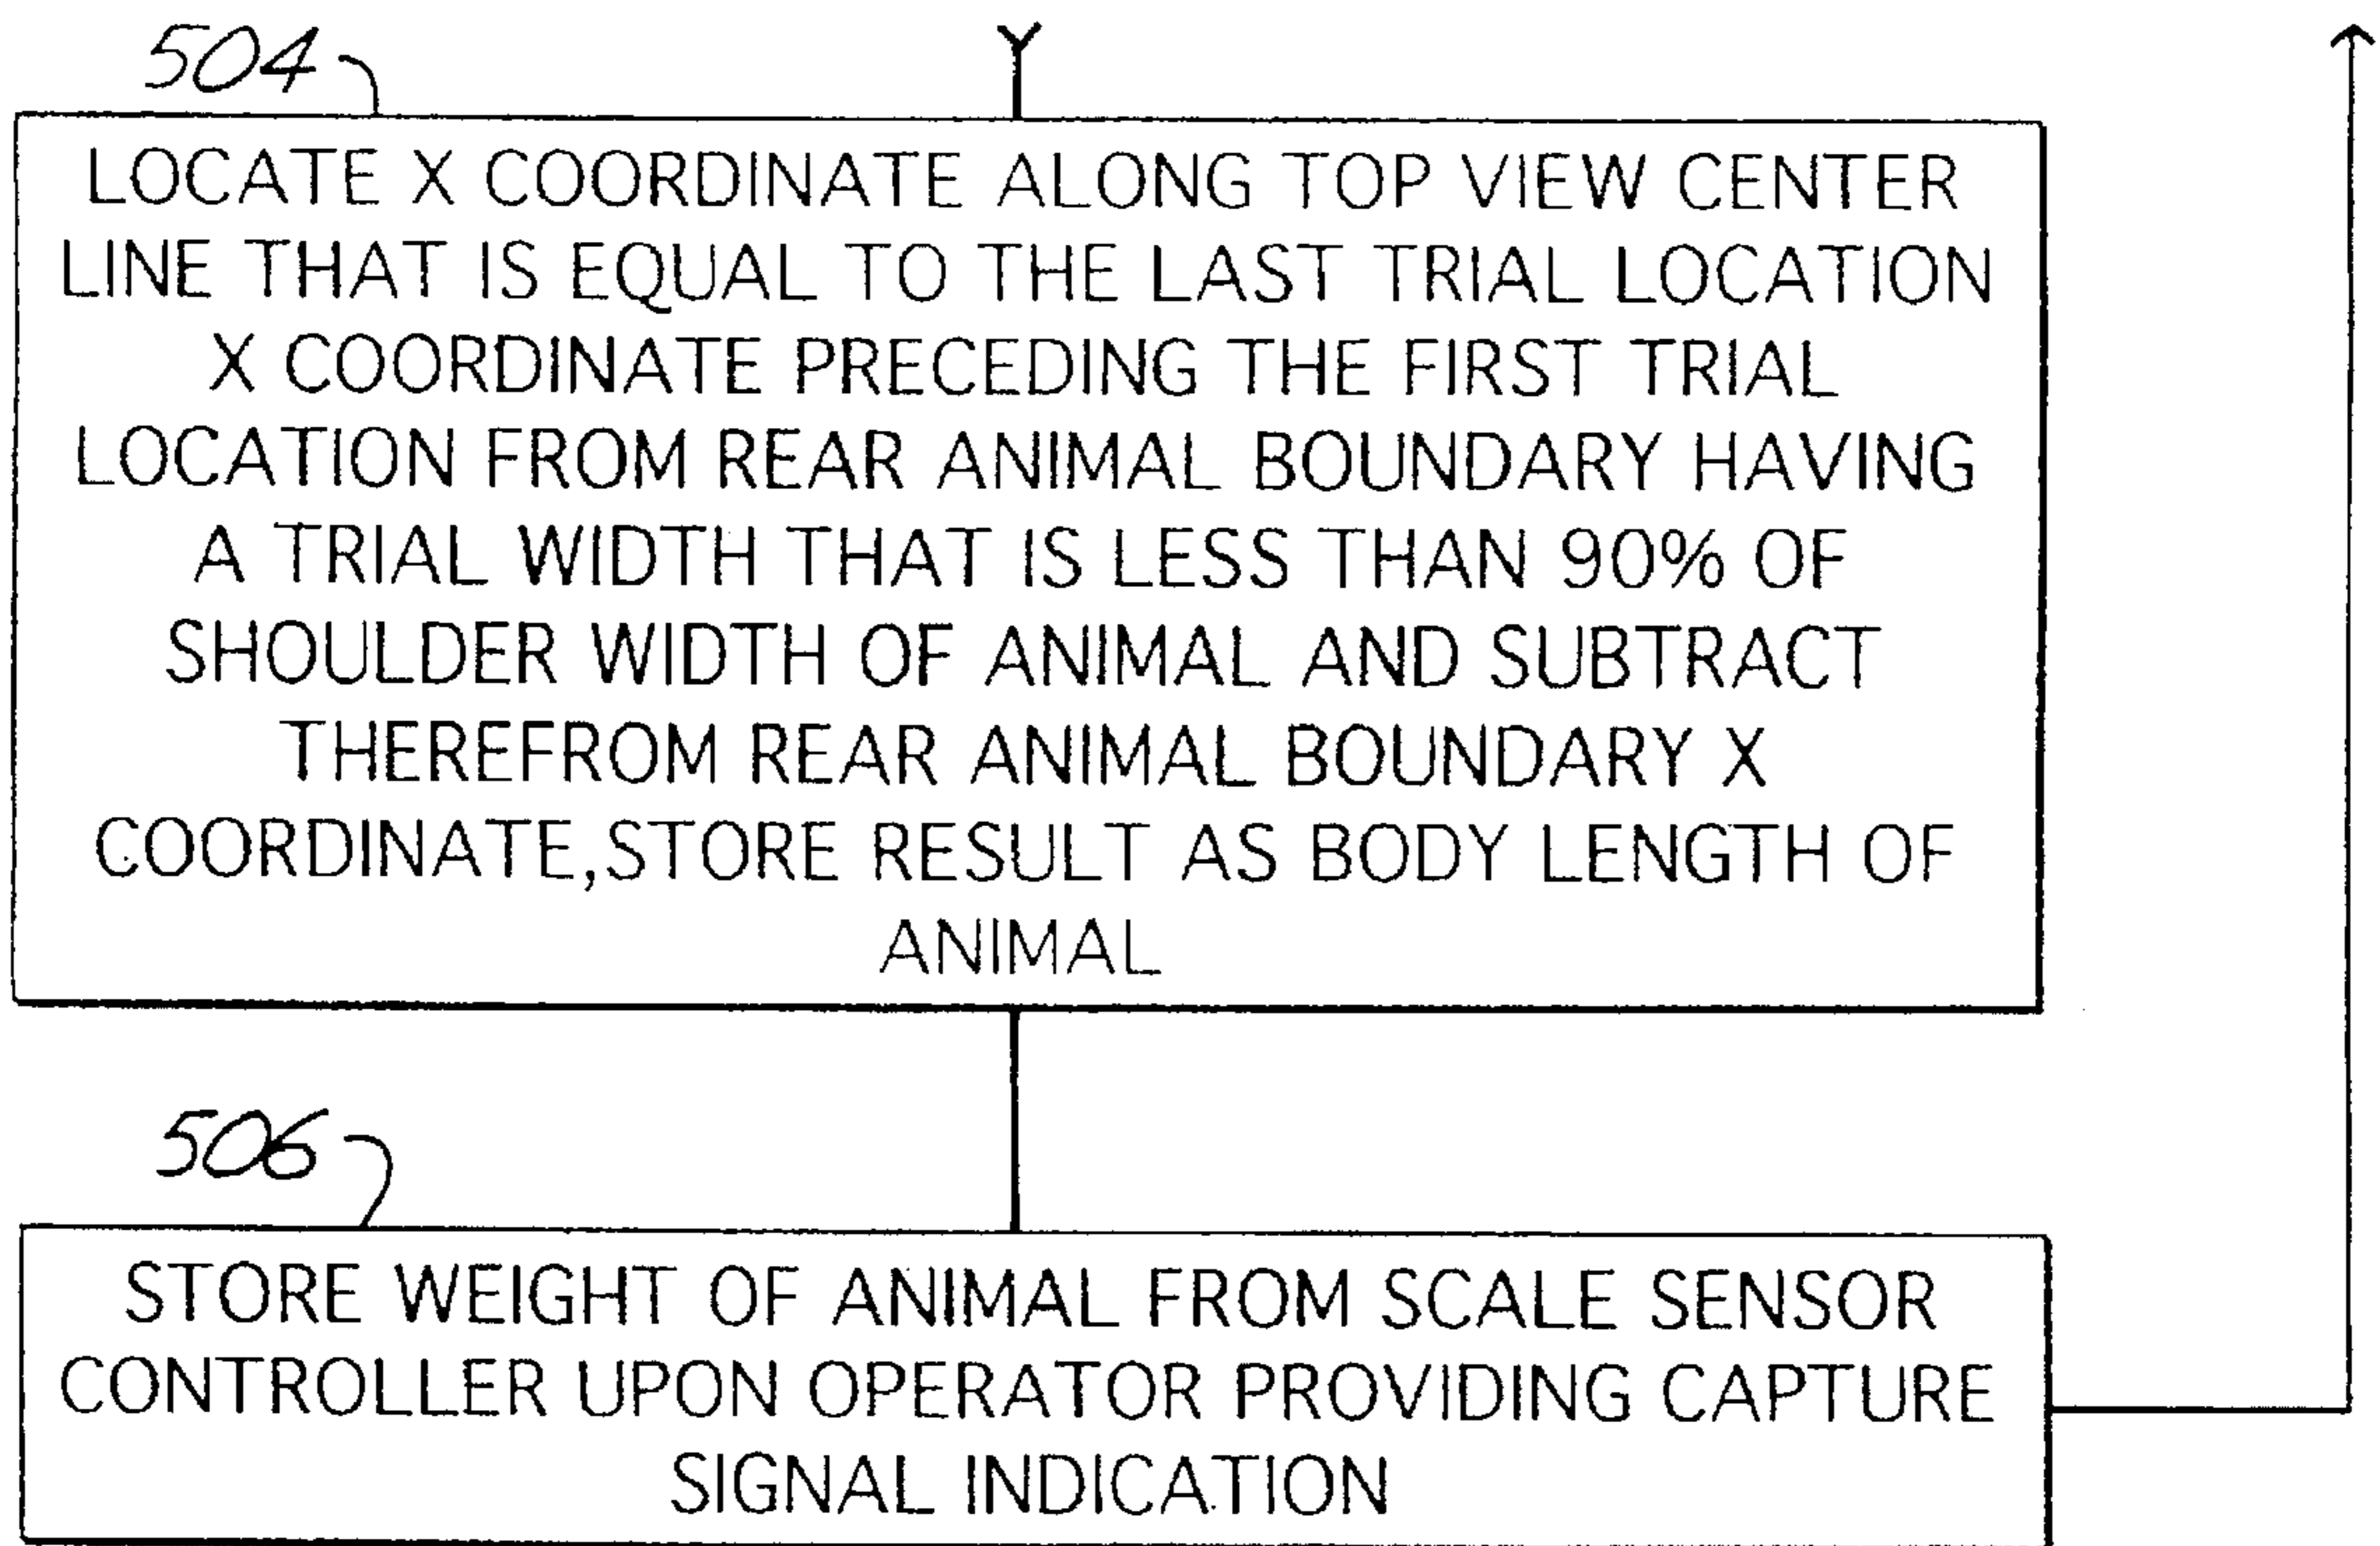 504
LOCATE X COORDINATE ALONG TOP VIEW CENTER
LINE THAT IS EQUAL TO THE LAST TRIAL LOCATION
X COORDINATE PRECEDING THE FIRST TRIAL
LOCATION FROM REAR ANIMAL BOUNDARY HAVING
A TRIAL WIDTH THAT IS LESS THAN 90% OF
SHOULDER WIDTH OF ANIMAL AND SUBTRACT
THEREFROM REAR ANIMAL BOUNDARY X
COORDINATE,STORE RESULT AS BODY LENGTH OF
ANIMAL
506
STORE WEIGHT OF ANIMAL FROM SCALE SENSOR
CONTROLLER UPON OPERATOR PROVIDING CAPTURE
SIGNAL INDICATION